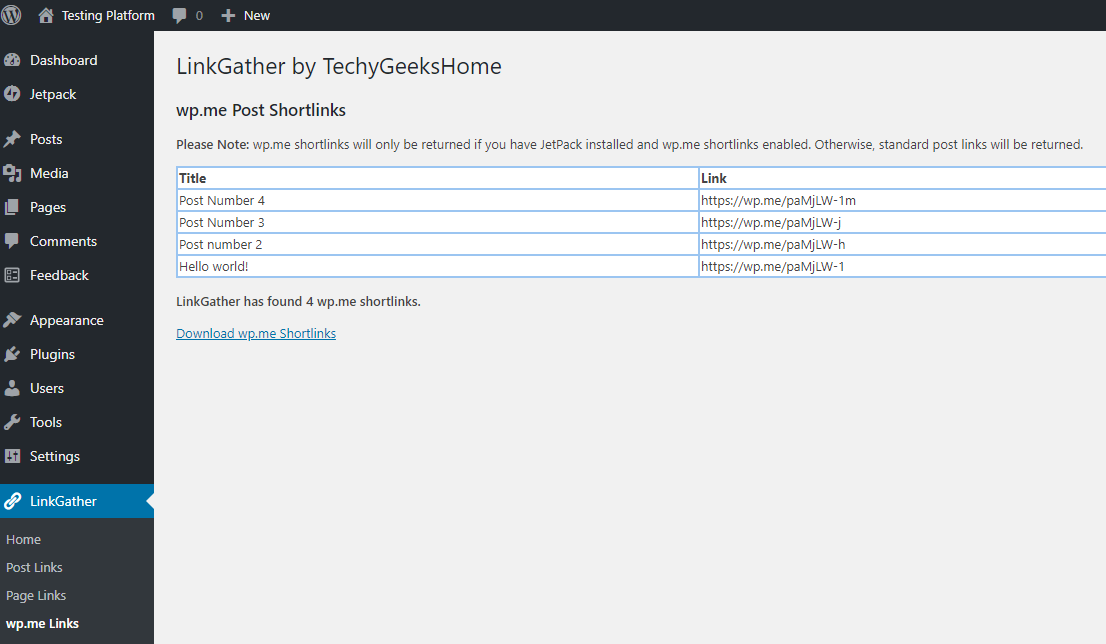 Testing Platform 0 New
Dashboard
Jetpack
Posts
Media
Pages
Comments
Feedback
Appearance
Plugins
Users
Tools
Settings
LinkGather
Home
Post Links
Page Links
wp.me Links
LinkGather by TechyGeeksHome
wp.me Post Shortlinks
Please Note: wp.me shortlinks will only be returned if you have JetPack installed and wp.me shortlinks enabled. Otherwise, standard post links will be returned.
Title Link
Post Number 4 https://wp.me/paMjLW-1m
Post Number 3 https://wp.me/paMjLW-j
Post number 2 https://wp.me/paMjLW-h
Hello world! https://wp.me/paMjLW-1
LinkGather has found 4 wp.me shortlinks.
Download wp.me Shortlinks